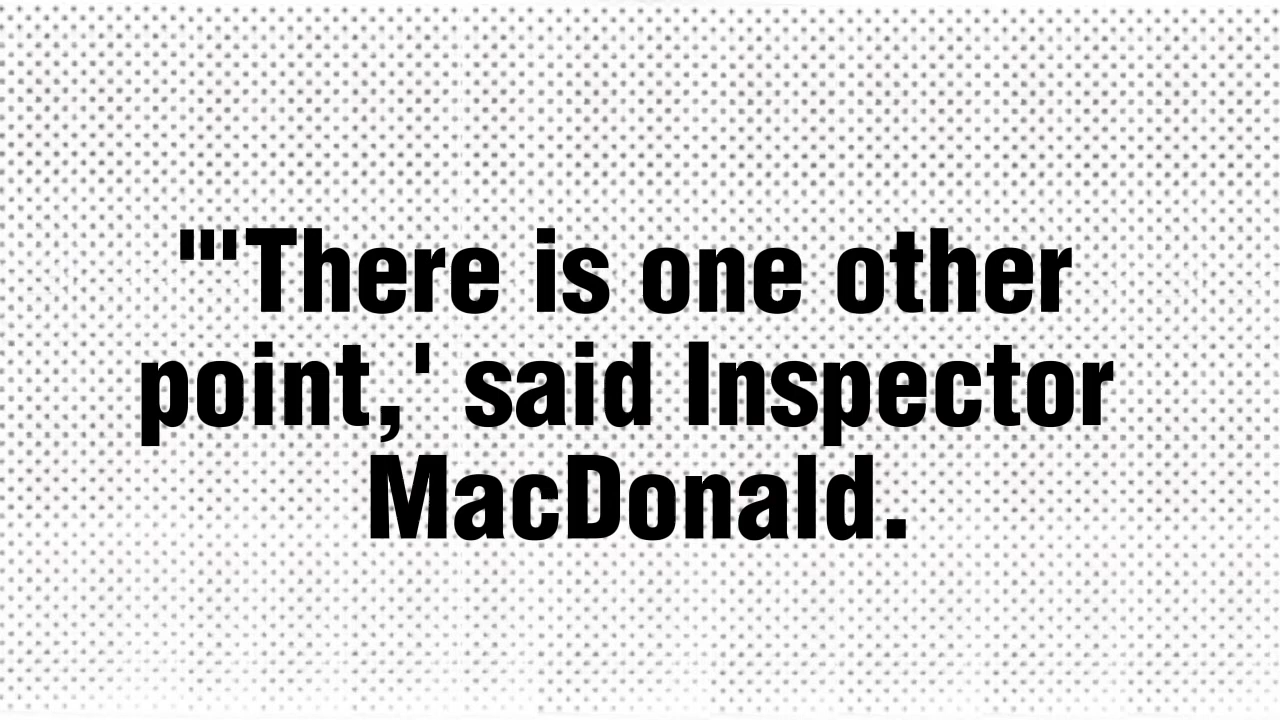 "'There is one other
point,' said Inspector
MacDonald.